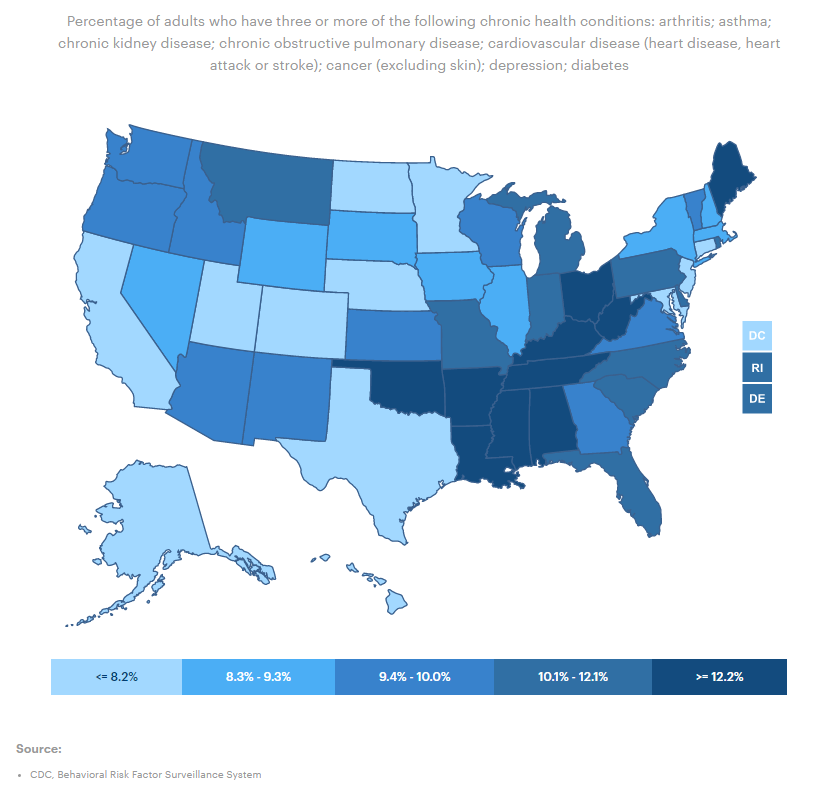 Percentage of adults who have three or more of the following chronic health conditions: arthritis; asthma;
chronic kidney disease; chronic obstructive pulmonary disease; cardiovascular disease (heart disease, heart
attack or stroke); cancer (excluding skin); depression; diabetes
DC
RI
DE
<= 8.2%
8.3% - 9.3%
9.4% - 10.0%
10.1% - 12.1%
>= 12.2%
Source:
• CDC, Behavioral Risk Factor Surveillance System